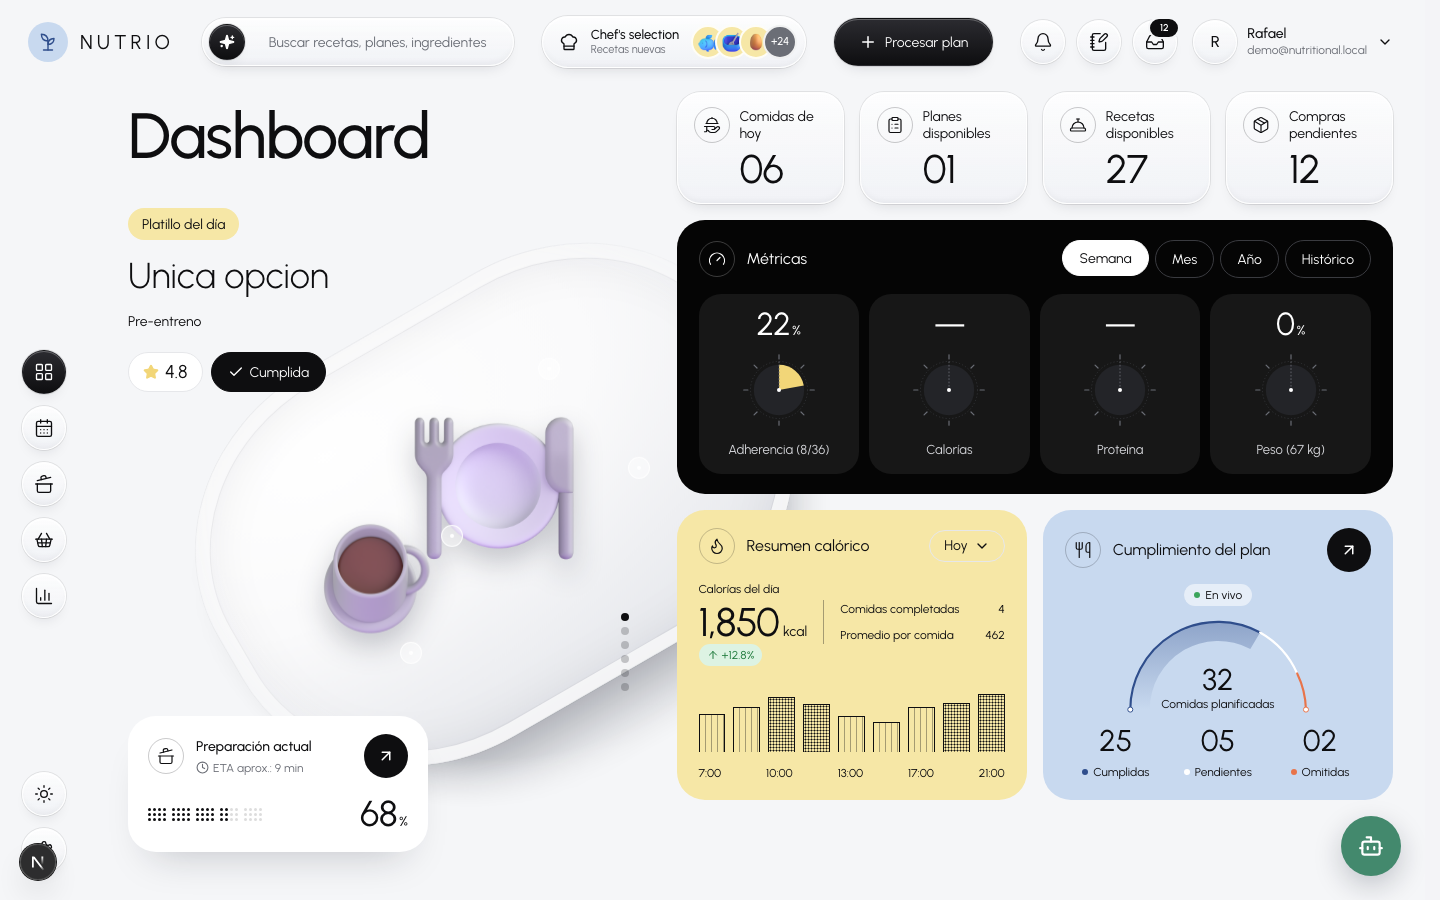 NUTRIO
Buscar recetas, planes, ingredientes
Chef's selection
Recetas nuevas
+24
Procesar plan
12
R
Rafael
demo@nutritional.local
Dashboard
Platillo del día
Unica opcion
Pre-entreno
4.8
Cumplida
Comidas de
hoy
06
Planes
disponibles
01
Recetas
disponibles
27
Compras
pendientes
12
Métricas
Semana
Mes
Año
Histórico
22%
Adherencia (8/36)
—
Calorías
—
Proteína
0%
Peso (67 kg)
Resumen calórico
Hoy
Calorías del día
1,850 kcal
+12.8%
Comidas completadas 4
Promedio por comida 462
7:00 10:00 13:00 17:00 21:00
Cumplimiento del plan
En vivo
32
Comidas planificadas
25
Cumplidas
05
Pendientes
02
Omitidas
Preparación actual
ETA aprox.: 9 min
68%
N